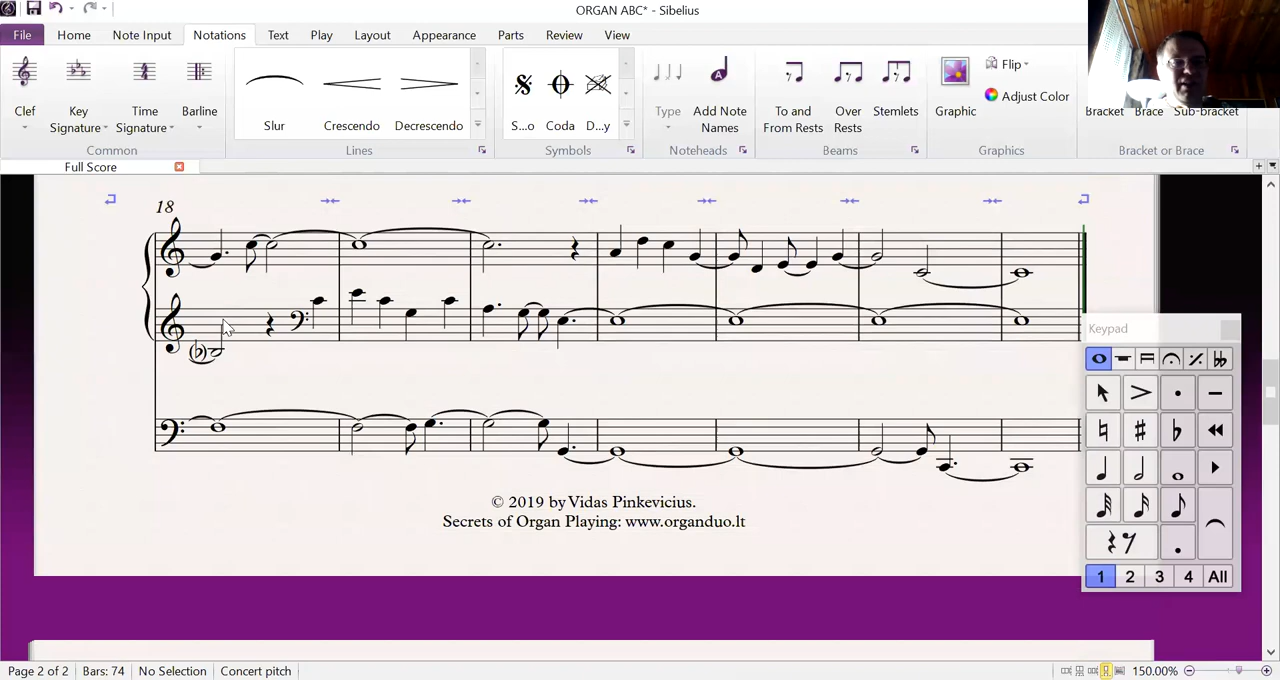 ORGAN ABC* - Sibelius
File Home Note Input Notations Text Play Layout Appearance Parts Review View
Clef
Key Signature
Time Signature
Barline
Common
Slur
Crescendo
Decrescendo
Lines
S...o
Coda
D...y
Symbols
Type
Add Note Names
Noteheads
To and From Rests
Over Rests
Stemlets
Beams
Graphic
Flip
Adjust Color
Graphics
Bracket
Brace
Sub-bracket
Bracket or Brace
Full Score
18
© 2019 by Vidas Pinkevicius.
Secrets of Organ Playing: www.organduo.lt
Keypad
1 2 3 4 All
Page 2 of 2 Bars: 74 No Selection Concert pitch 150.00%